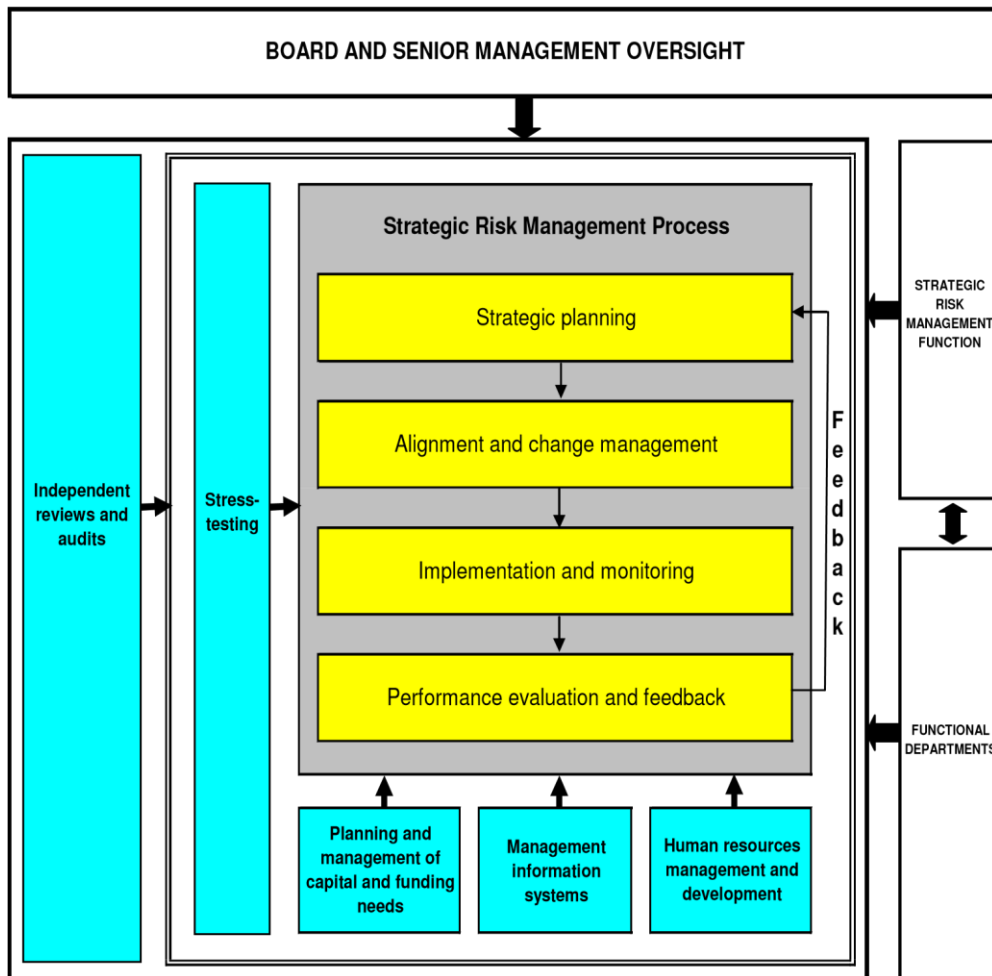 BOARD AND SENIOR MANAGEMENT OVERSIGHT
Independent
reviews and
audits
Stress-
testing
Strategic Risk Management Process
Strategic planning
Alignment and change management
Implementation and monitoring
Performance evaluation and feedback
Feedback
Planning and
management of
capital and funding
needs
Management
information
systems
Human resources
management and
development
STRATEGIC
RISK
MANAGEMENT
FUNCTION
FUNCTIONAL
DEPARTMENTS